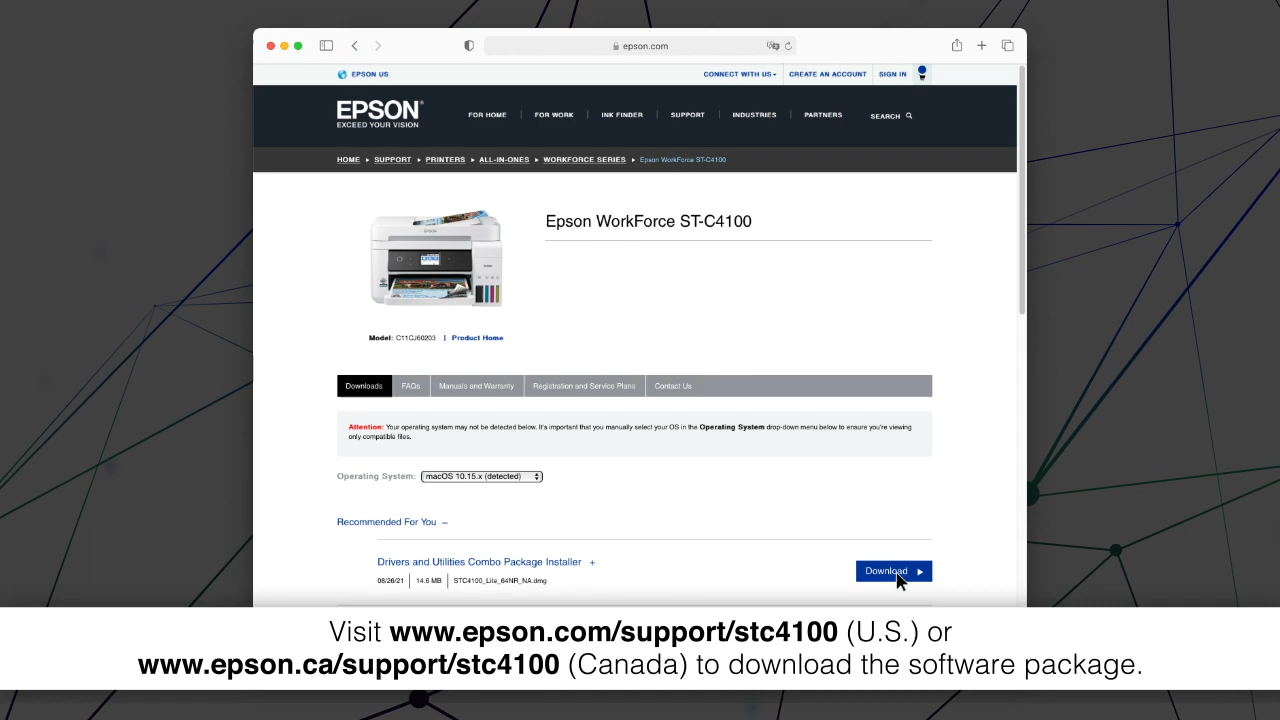 epson.com
EPSON US
CONNECT WITH US
CREATE AN ACCOUNT
SIGN IN
EPSON®
EXCEED YOUR VISION
FOR HOME | FOR WORK | INK FINDER | SUPPORT | INDUSTRIES | PARTNERS
SEARCH
HOME ▸ SUPPORT ▸ PRINTERS ▸ ALL-IN-ONES ▸ WORKFORCE SERIES ▸ Epson WorkForce ST-C4100
Epson WorkForce ST-C4100
EPSON
Model: C11CJ60203 | Product Home
Downloads
FAQs
Manuals and Warranty
Registration and Service Plans
Contact Us
Attention: Your operating system may not be detected below. It's important that you manually select your OS in the Operating System drop-down menu below to ensure you're viewing
only compatible files.
Operating System: macOS 10.15.x (detected)
Recommended For You –
Drivers and Utilities Combo Package Installer +
08/26/21 | 14.6 MB | STC4100_Lite_64NR_NA.dmg
Download
Visit www.epson.com/support/stc4100 (U.S.) or
www.epson.ca/support/stc4100 (Canada) to download the software package.